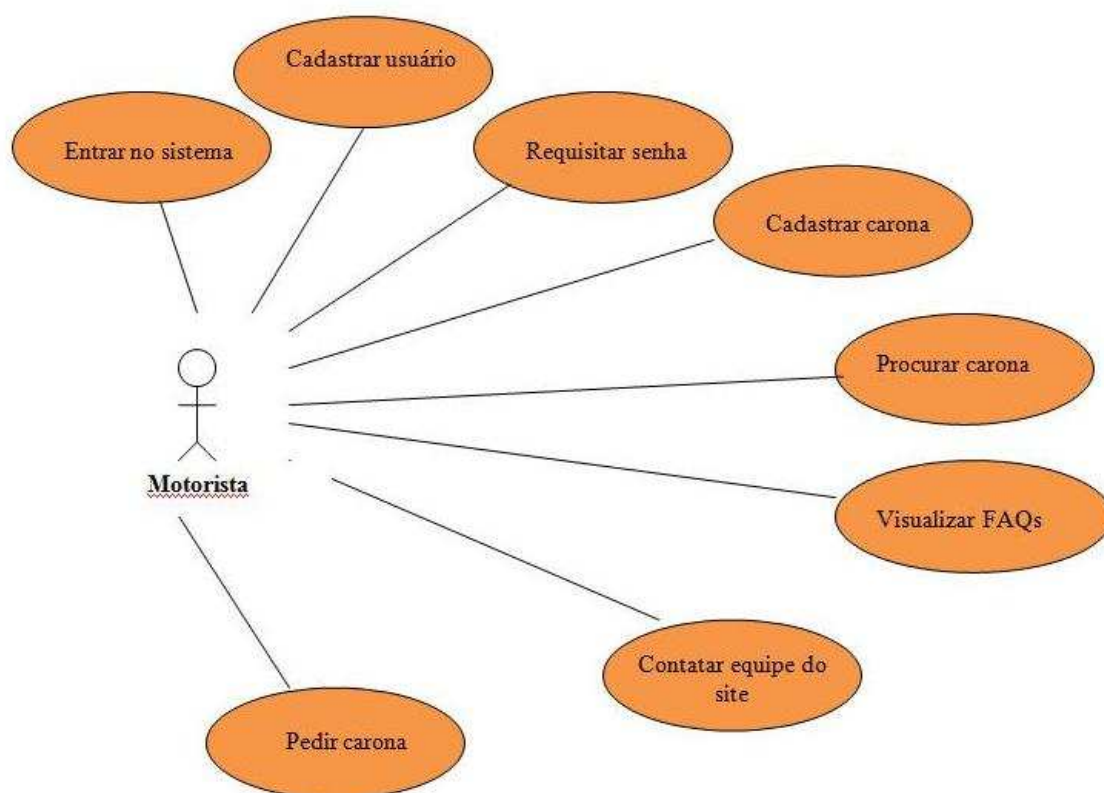 Cadastrar usuário
Entrar no sistema
Requisitar senha
Cadastrar carona
Procurar carona
Motorista
Visualizar FAQs
Contatar equipe do
site
Pedir carona